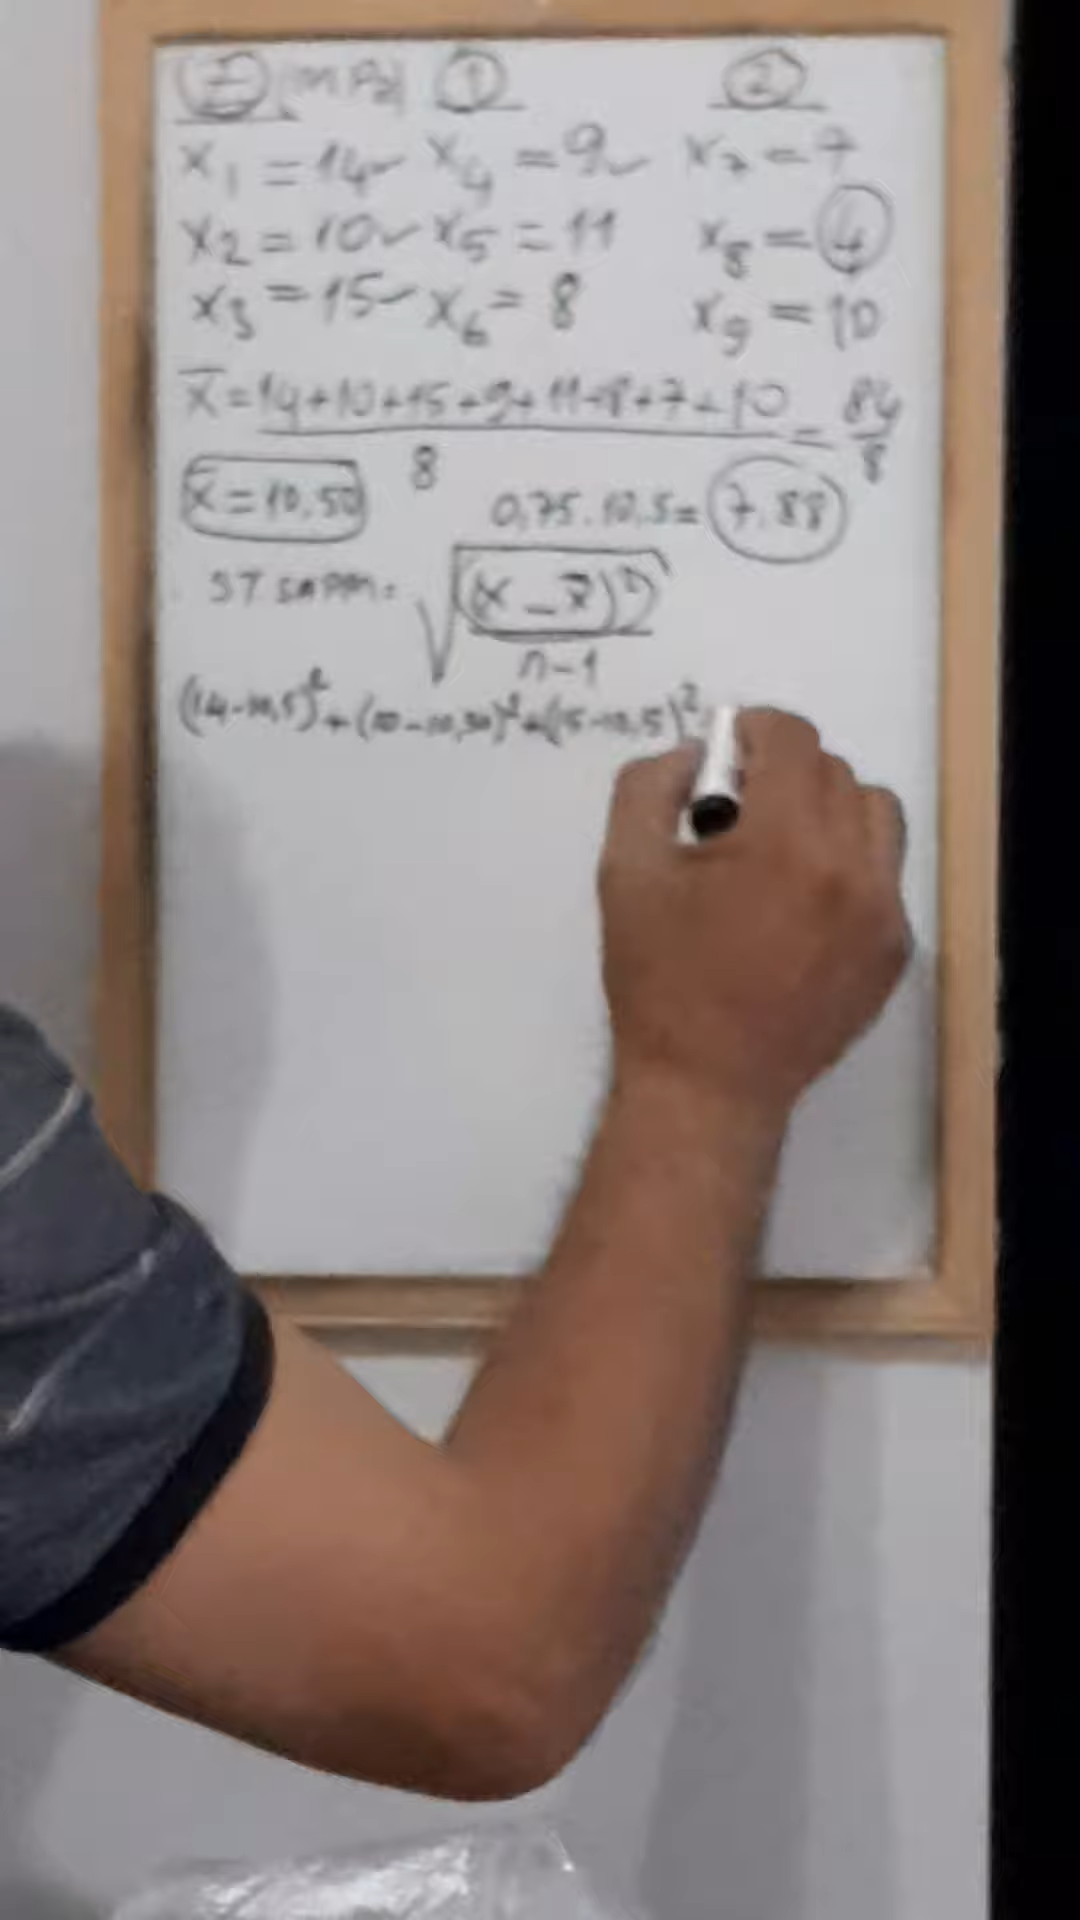 [MPa] 1 2
x1 = 14 x4 = 9 x7 = 7
x2 = 10 x5 = 11 x8 = 4
x3 = 15 x6 = 8 x9 = 10
x̄ = 14+10+15+9+11+8+7+10 = 84
8 8
x̄ = 10,50 0,75.10,5= 7.88
ST SAPM = √(x - x̄)²
n-1
(14-10,5)² + (10-10,50)² + (15-10,5)²